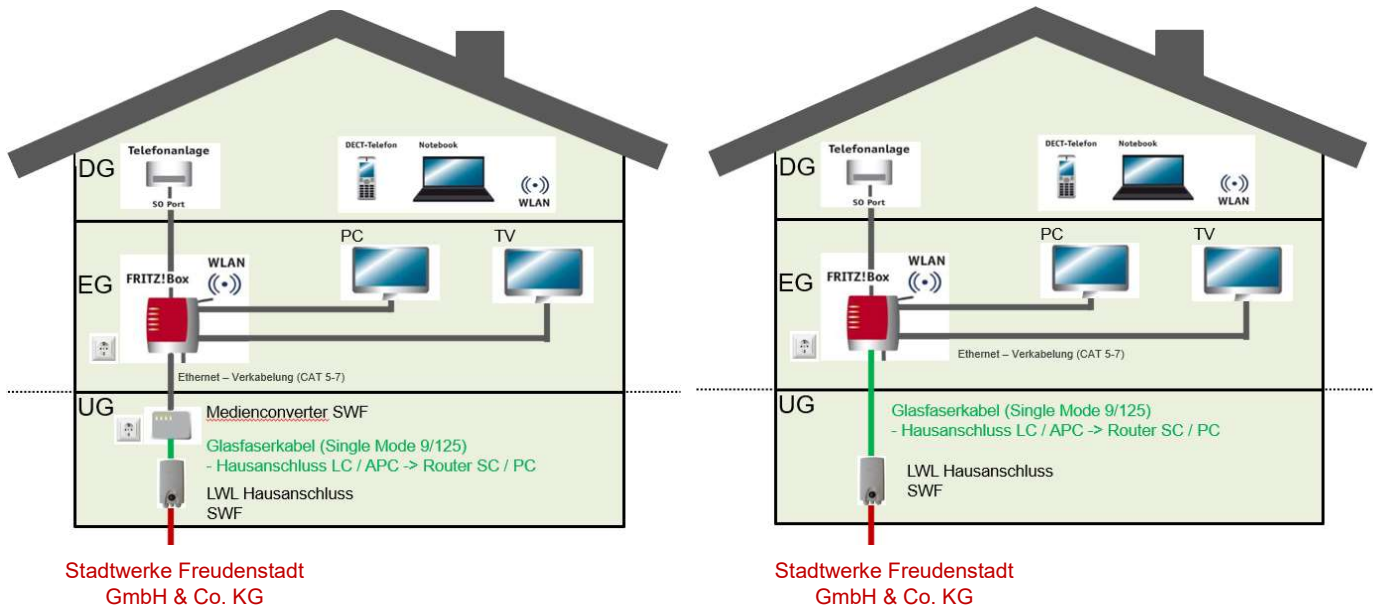 DG
Telefonanlage
SO Port
DECT-Telefon Notebook
WLAN
EG
FRITZ!Box
WLAN
PC
TV
Ethernet – Verkabelung (CAT 5-7)
UG
Medienconverter SWF
Glasfaserkabel (Single Mode 9/125)
- Hausanschluss LC / APC -> Router SC / PC
LWL Hausanschluss
SWF
Stadtwerke Freudenstadt
GmbH & Co. KG
DG
Telefonanlage
SO Port
DECT-Telefon Notebook
WLAN
EG
FRITZ!Box
WLAN
PC
TV
Ethernet – Verkabelung (CAT 5-7)
UG
Glasfaserkabel (Single Mode 9/125)
- Hausanschluss LC / APC -> Router SC / PC
LWL Hausanschluss
SWF
Stadtwerke Freudenstadt
GmbH & Co. KG